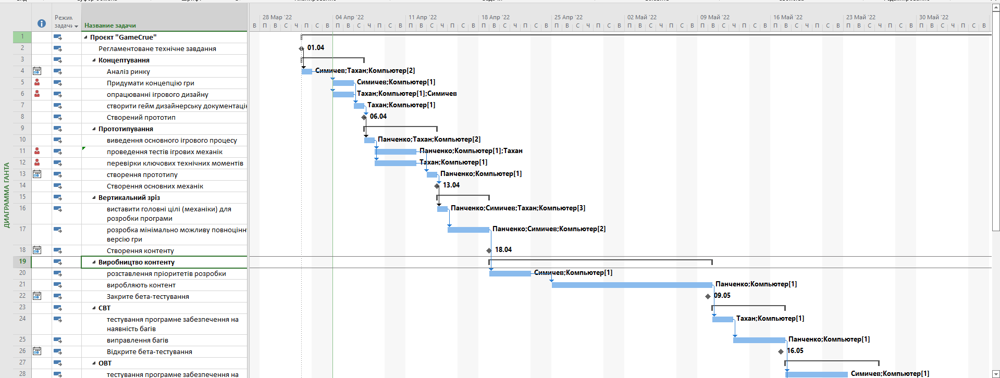 28 Мар '22 04 Апр '22 11 Апр '22 18 Апр '22 25 Апр '22 02 Май '22 09 Май '22 16 Май '22 23 Май '22 30 Май '22
Режим
задачи
Название задачи
В П В С Ч П С В П В С Ч П С В П В С Ч П С В П В С Ч П С В П В С Ч П С В П В С Ч П С В П В С Ч П С В П В С Ч П С В П В С Ч П С В П В С Ч П С В
ДИАГРАММА ГАНТА
1 Проєкт "GameCrue"
2 Регламентоване технічне завдання 01.04
3 Концептування
4 Аналіз ринку Симичев;Тахан;Компьютер[2]
5 Придумати концепцію гри Симичев;Компьютер[1]
6 опрацюванні ігрового дизайну Тахан;Компьютер[1];Симичев
7 створити гейм дизайнерську документацію Тахан;Компьютер[1]
8 Створений прототип 06.04
9 Прототипування
10 виведення основного ігрового процесу Панченко;Тахан;Компьютер[2]
11 проведення тестів ігрових механік Панченко;Компьютер[1];Тахан
12 перевірки ключових технічних моментів Тахан;Компьютер[1]
13 створення прототипу Панченко;Компьютер[1]
14 Створення основних механік 13.04
15 Вертикальний зріз
16 виставити головні цілі (механіки) для Панченко;Симичев;Тахан;Компьютер[3]
розробки програми
17 розробка мінімально можливу повноцінну Панченко;Симичев;Компьютер[2]
версію гри
18 Створення контенту 18.04
19 Виробництво контенту
20 розставлення пріоритетів розробки Симичев;Компьютер[1]
21 виробляють контент Панченко;Компьютер[1]
22 Закрите бета-тестування 09.05
23 CBT
24 тестування програмне забезпечення на Тахан;Компьютер[1]
наявність багів
25 виправлення багів Панченко;Компьютер[1]
26 Відкрите бета-тестування 16.05
27 ОВТ
28 тестування програмне забезпечення на Симичев;Компьютер[1]